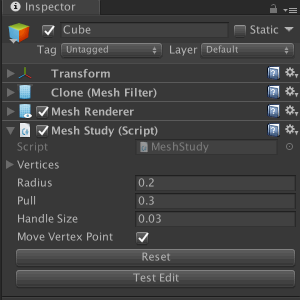 Inspector
Cube Static
Tag Untagged Layer Default
Transform
Clone (Mesh Filter)
Mesh Renderer
Mesh Study (Script)
Script MeshStudy
Vertices
Radius 0.2
Pull 0.3
Handle Size 0.03
Move Vertex Point
Reset
Test Edit